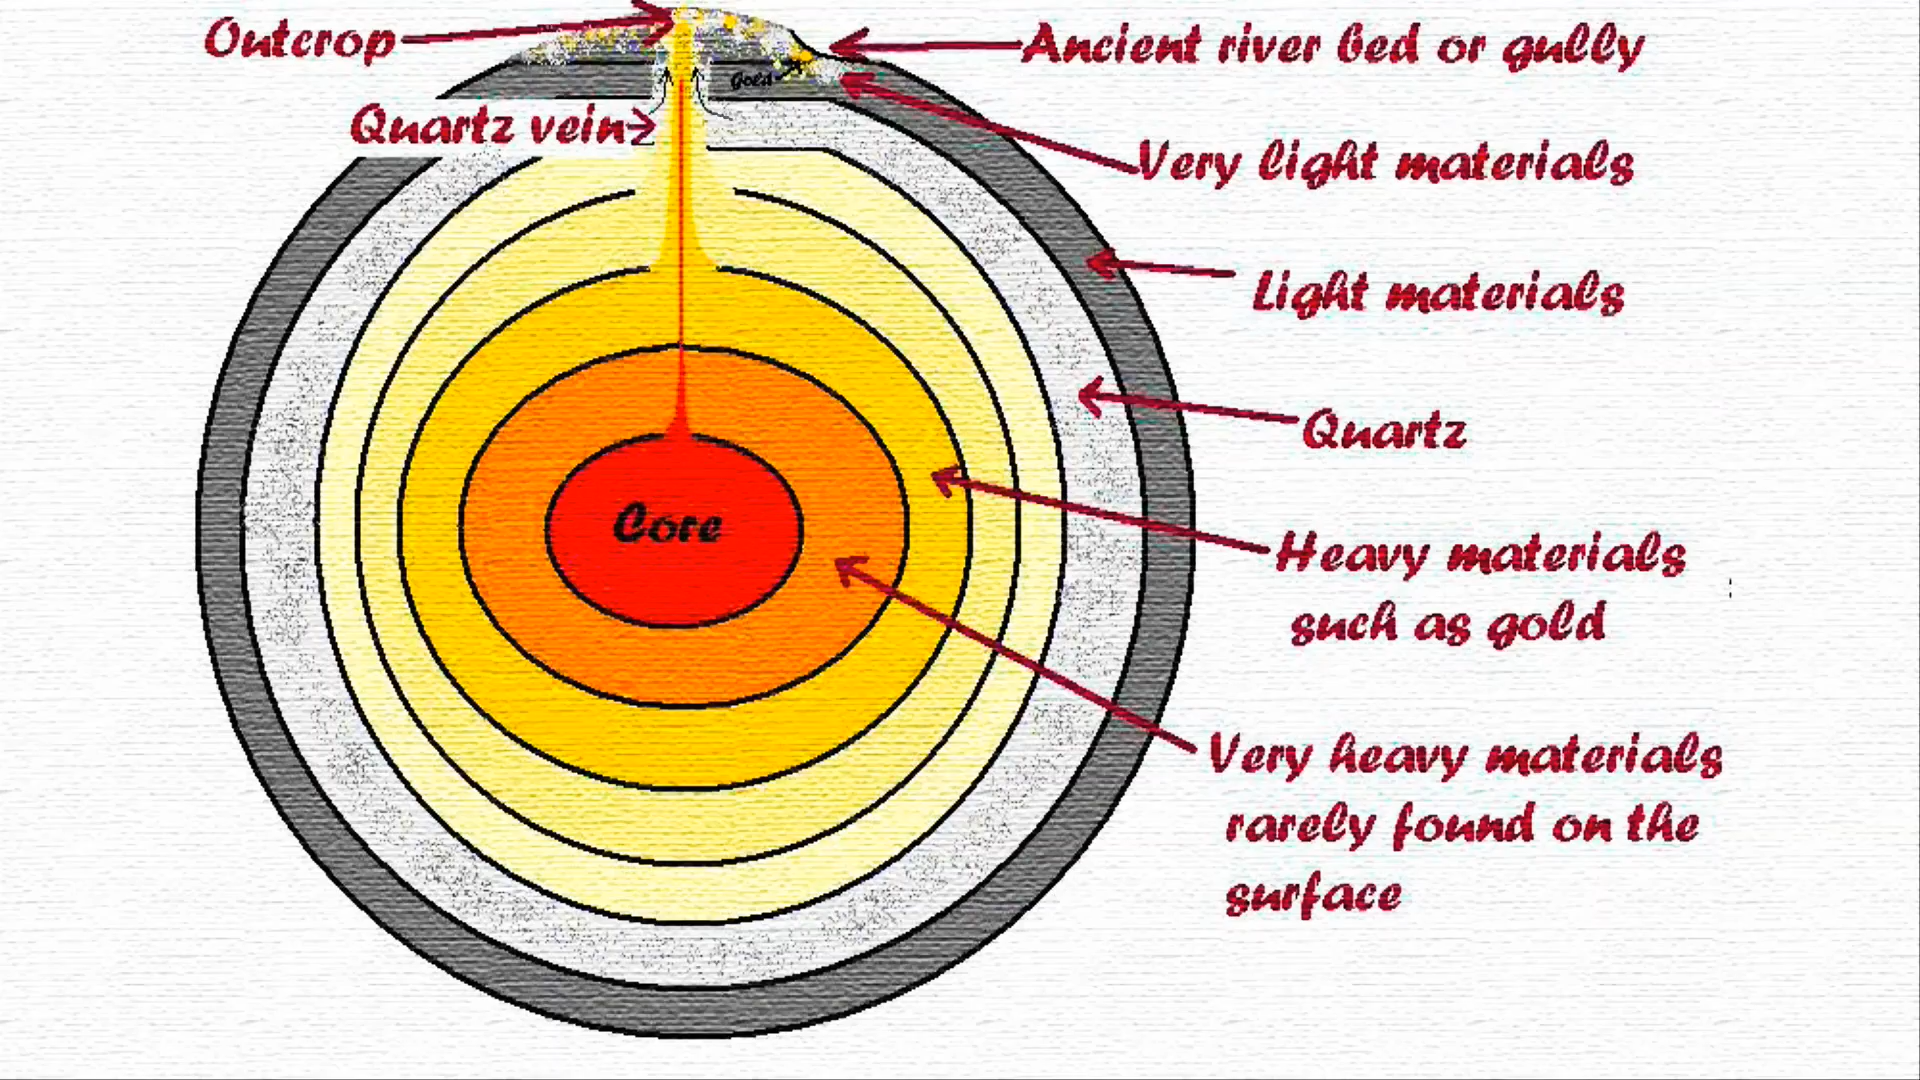 Outcrop
Ancient river bed or gully
Gold
Quartz vein
Very light materials
Light materials
Quartz
Core
Heavy materials
such as gold
Very heavy materials
rarely found on the
surface